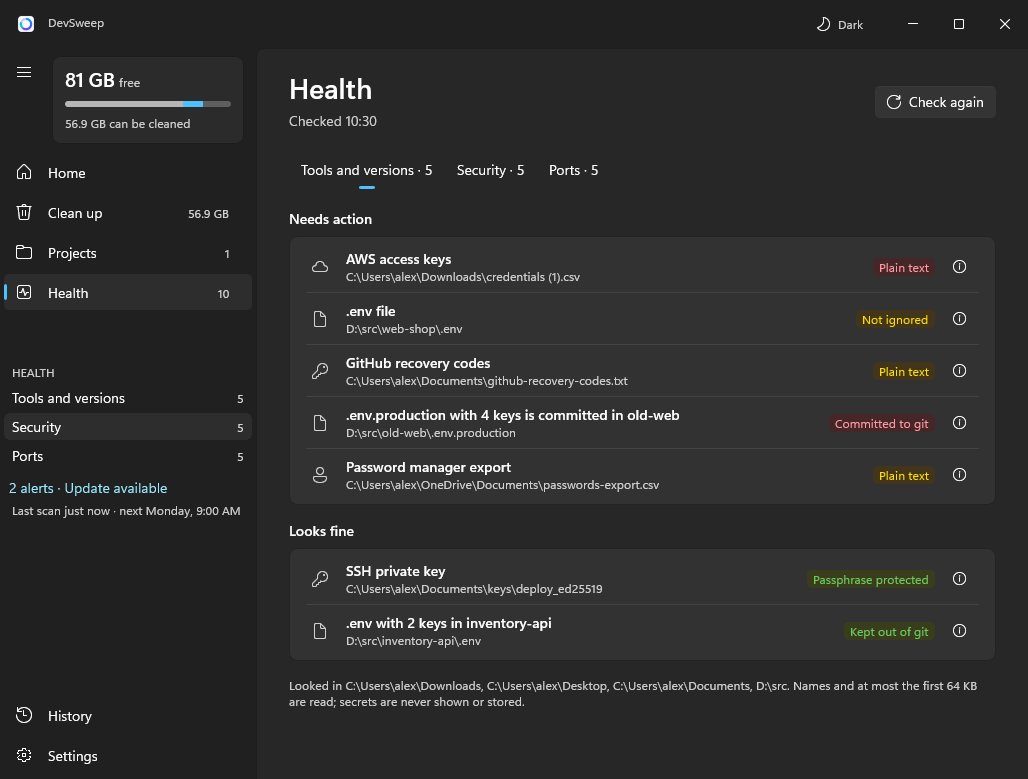 DevSweep
Dark
81 GB free
56.9 GB can be cleaned
Home
Clean up 56.9 GB
Projects 1
Health 10
HEALTH
Tools and versions 5
Security 5
Ports 5
2 alerts · Update available
Last scan just now · next Monday, 9:00 AM
History
Settings
Health
Checked 10:30
Check again
Tools and versions · 5 Security · 5 Ports · 5
Needs action
AWS access keys
C:\Users\alex\Downloads\credentials (1).csv
Plain text
.env file
D:\src\web-shop\.env
Not ignored
GitHub recovery codes
C:\Users\alex\Documents\github-recovery-codes.txt
Plain text
.env.production with 4 keys is committed in old-web
D:\src\old-web\.env.production
Committed to git
Password manager export
C:\Users\alex\OneDrive\Documents\passwords-export.csv
Plain text
Looks fine
SSH private key
C:\Users\alex\Documents\keys\deploy_ed25519
Passphrase protected
.env with 2 keys in inventory-api
D:\src\inventory-api\.env
Kept out of git
Looked in C:\Users\alex\Downloads, C:\Users\alex\Desktop, C:\Users\alex\Documents, D:\src. Names and at most the first 64 KB
are read; secrets are never shown or stored.